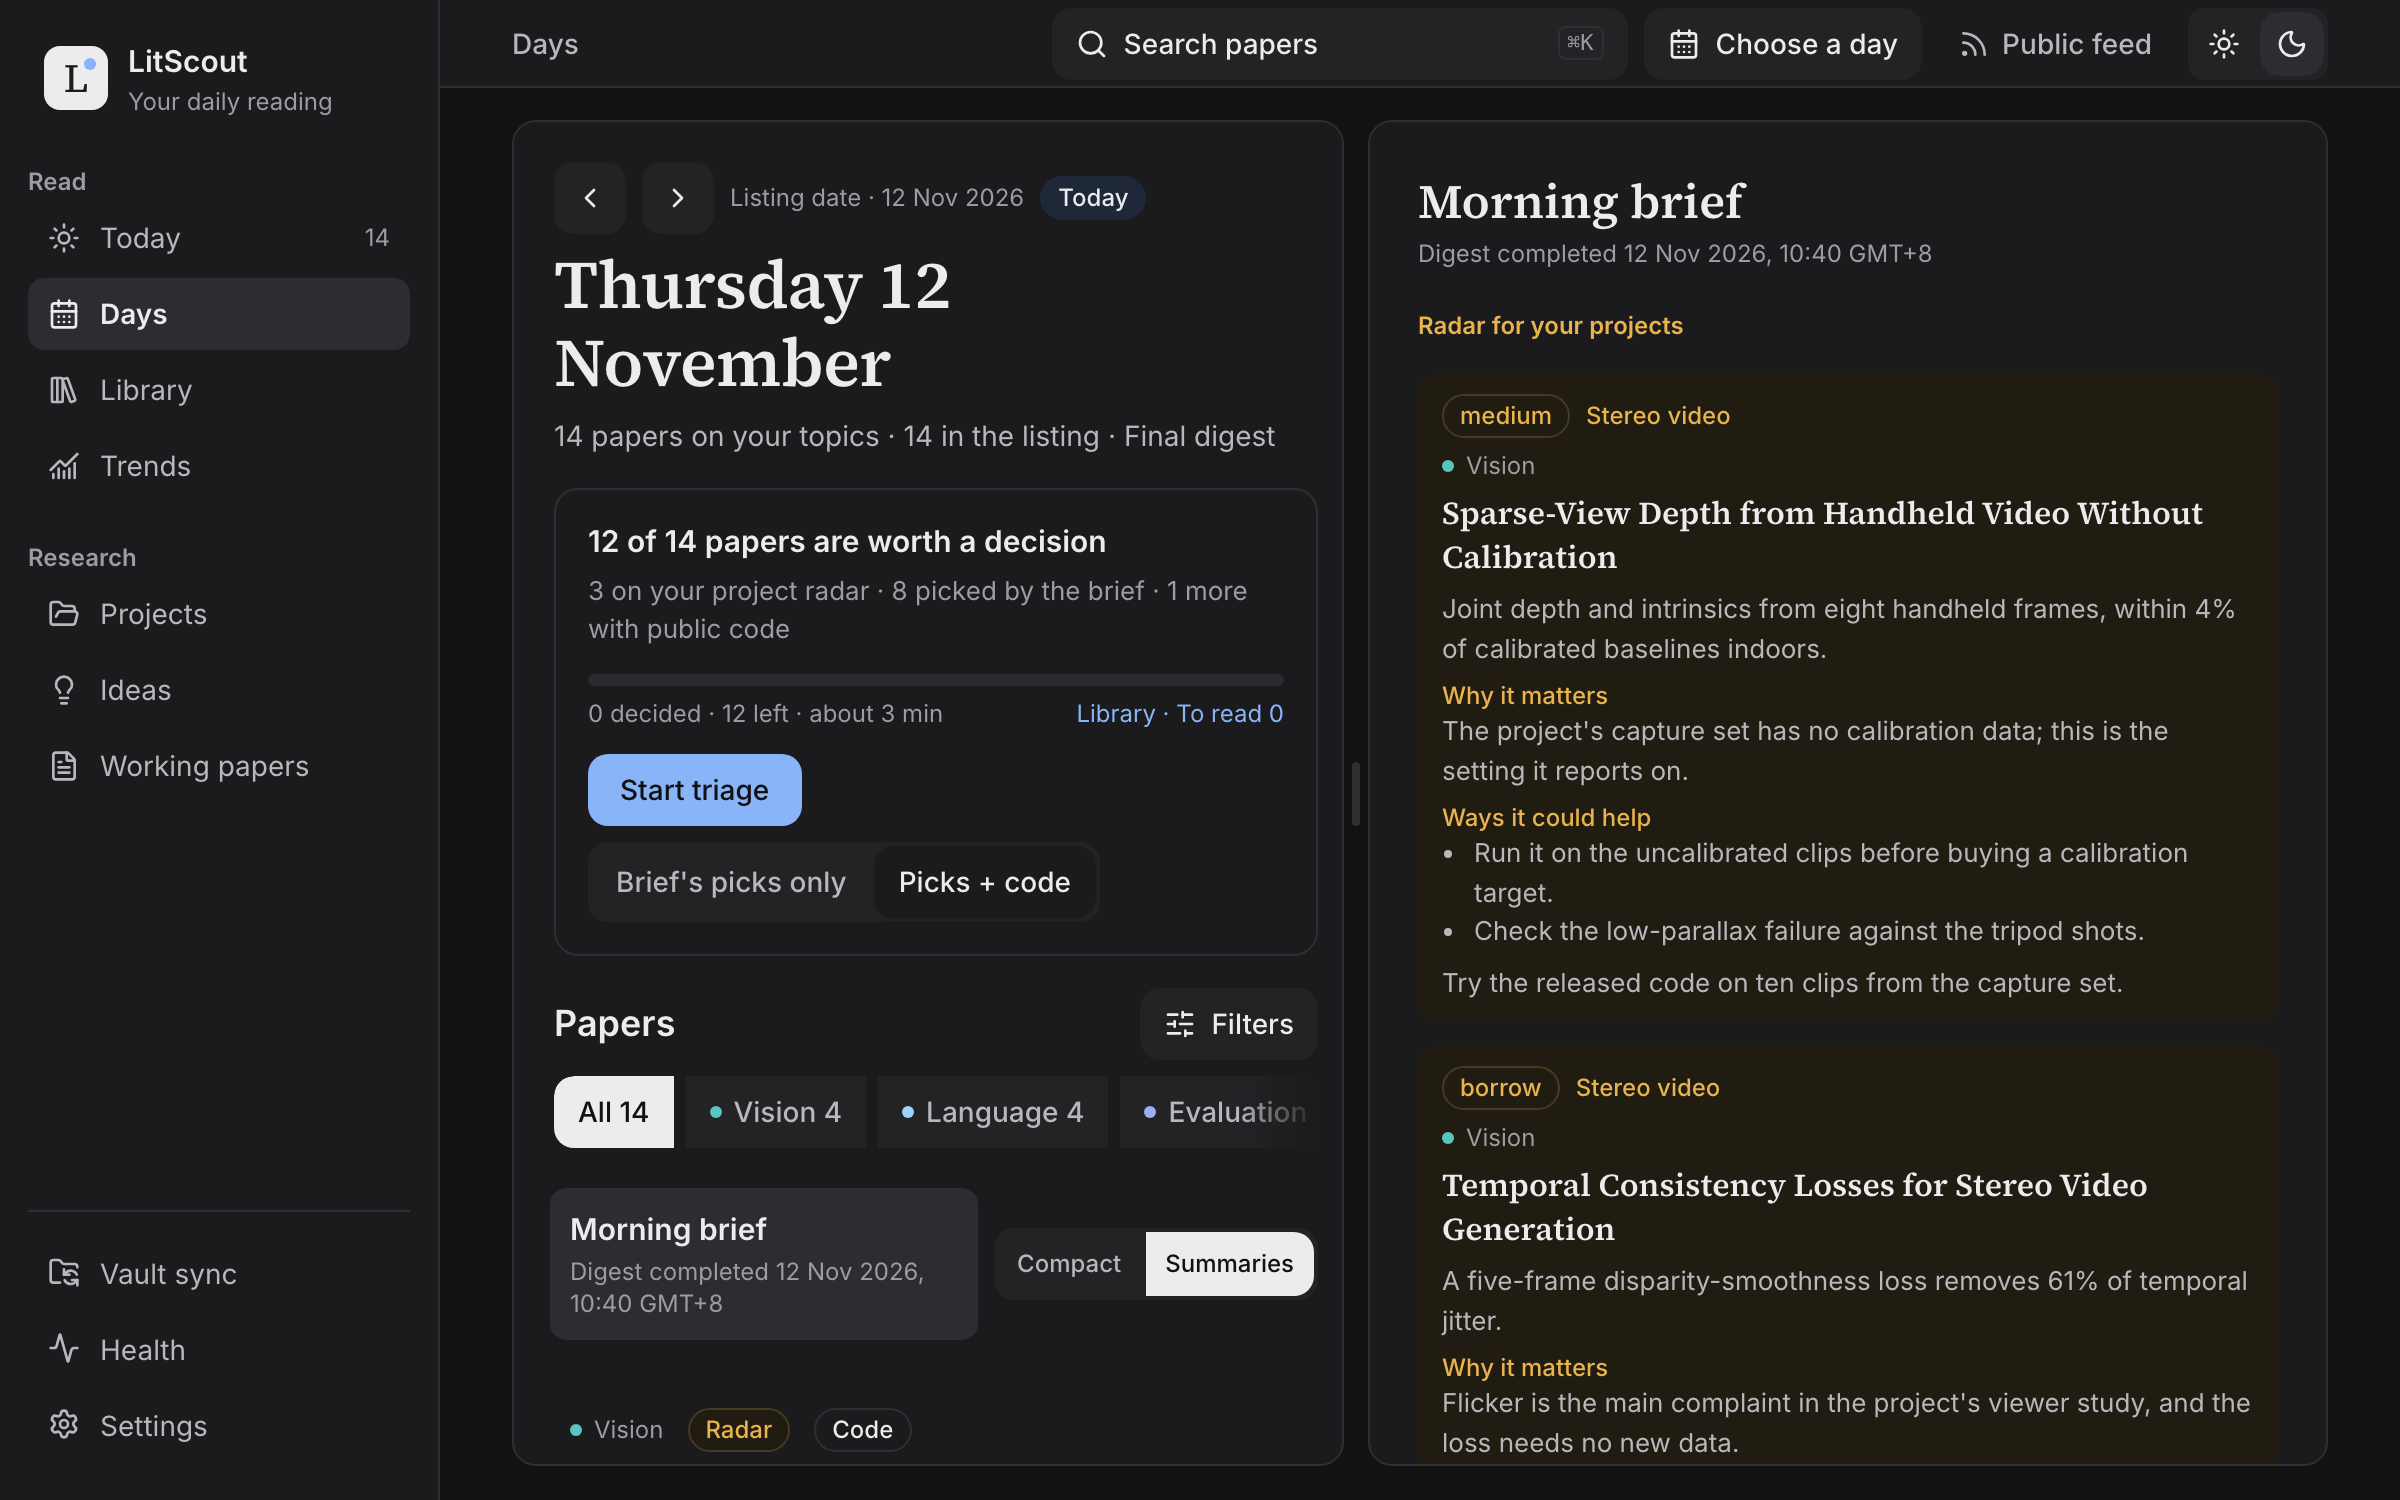 L
LitScout
Your daily reading
Read
Today 14
Days
Library
Trends
Research
Projects
Ideas
Working papers
Vault sync
Health
Settings
Days
Search papers ⌘K
Choose a day
Public feed
Listing date · 12 Nov 2026 Today
Thursday 12
November
14 papers on your topics · 14 in the listing · Final digest
12 of 14 papers are worth a decision
3 on your project radar · 8 picked by the brief · 1 more
with public code
0 decided · 12 left · about 3 min Library · To read 0
Start triage
Brief's picks only Picks + code
Papers Filters
All 14 Vision 4 Language 4 Evaluation
Morning brief
Digest completed 12 Nov 2026,
10:40 GMT+8
Compact Summaries
Vision Radar Code
Morning brief
Digest completed 12 Nov 2026, 10:40 GMT+8
Radar for your projects
medium Stereo video
Vision
Sparse-View Depth from Handheld Video Without
Calibration
Joint depth and intrinsics from eight handheld frames, within 4%
of calibrated baselines indoors.
Why it matters
The project's capture set has no calibration data; this is the
setting it reports on.
Ways it could help
• Run it on the uncalibrated clips before buying a calibration
target.
• Check the low-parallax failure against the tripod shots.
Try the released code on ten clips from the capture set.
borrow Stereo video
Vision
Temporal Consistency Losses for Stereo Video
Generation
A five-frame disparity-smoothness loss removes 61% of temporal
jitter.
Why it matters
Flicker is the main complaint in the project's viewer study, and the
loss needs no new data.